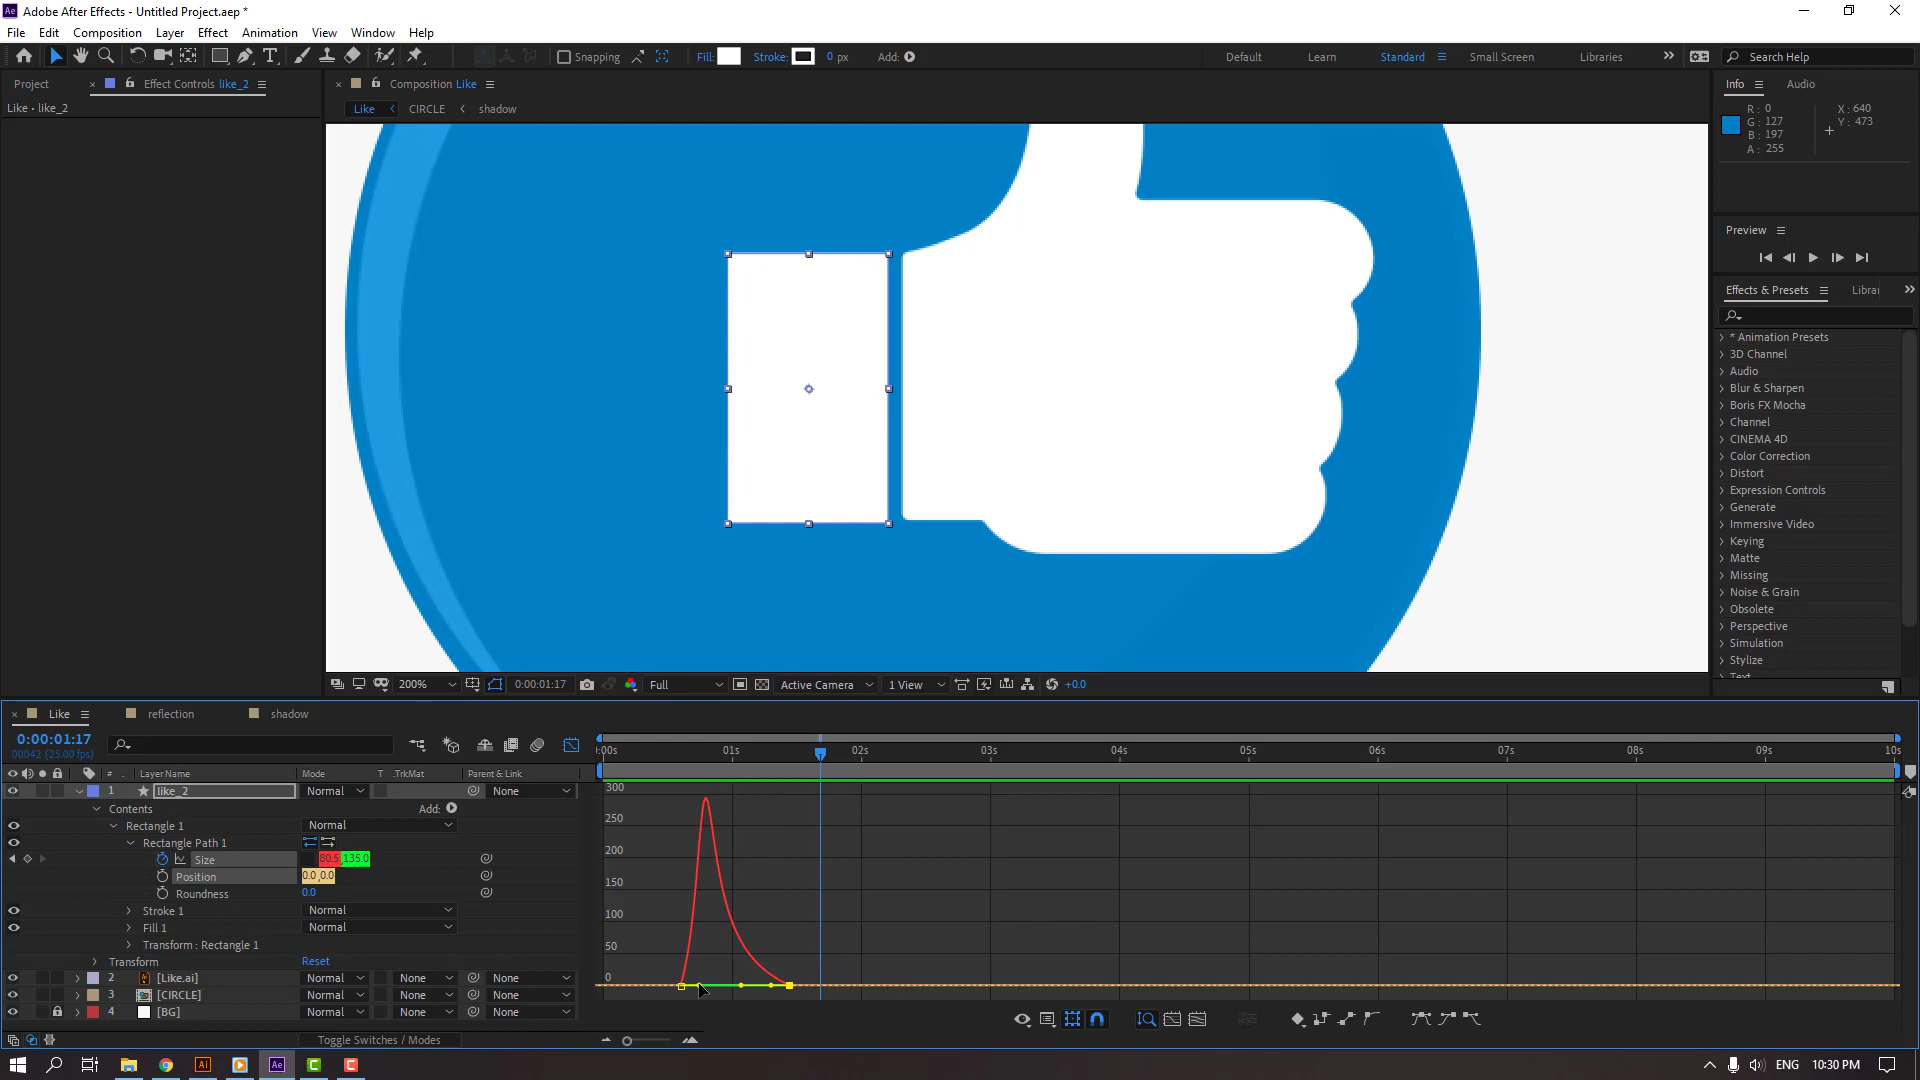 Adobe After Effects - Untitled Project.aep *
File Edit Composition Layer Effect Animation View Window Help
Snapping Fill: Stroke: 0 px Add: Default Learn Standard Small Screen Libraries Search Help
Project Effect Controls like_2 Composition Like Info Audio
Like • like_2 Like CIRCLE shadow
R : 0 X : 640
G : 127 Y : 473
B : 197
A : 255
Preview
Effects & Presets Librar
* Animation Presets
3D Channel
Audio
Blur & Sharpen
Boris FX Mocha
Channel
CINEMA 4D
Color Correction
Distort
Expression Controls
Generate
Immersive Video
Keying
Matte
Missing
Noise & Grain
Obsolete
Perspective
Simulation
Stylize
Text
200% 0:00:01:17 Full Active Camera 1 View +0.0
Like reflection shadow
0:00:01:17
00042 (25.00 fps)
:00s 01s 02s 03s 04s 05s 06s 07s 08s 09s 10s
# Layer Name Mode T .TrkMat Parent & Link
1 like_2 Normal None
Contents Add:
Rectangle 1 Normal
Rectangle Path 1
Size 80.5,135.0
Position 0.0,0.0
Roundness 0.0
Stroke 1 Normal
Fill 1 Normal
Transform : Rectangle 1
Transform Reset
2 [Like.ai] Normal None None
3 [CIRCLE] Normal None None
4 [BG] Normal None None
300
250
200
150
100
50
0
Toggle Switches / Modes
ENG 10:30 PM